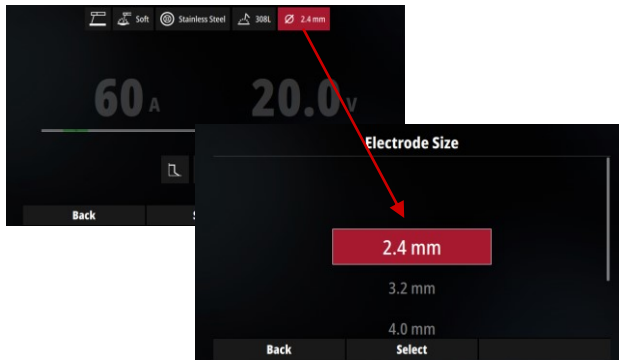 Soft Stainless Steel 308L Ø 2.4 mm
60 A 20.0 V
Back
Electrode Size
2.4 mm
3.2 mm
4.0 mm
Back Select